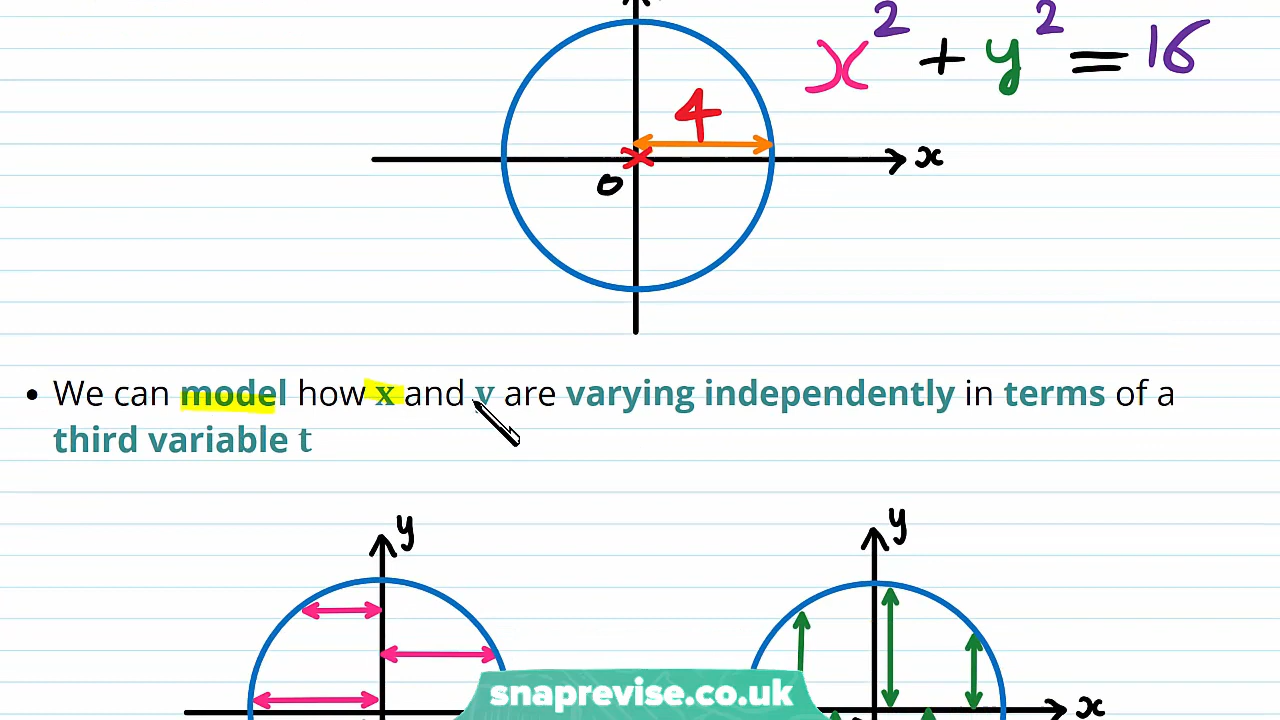 x² + y² = 16
4
x
0
• We can model how x and y are varying independently in terms of a
third variable t
y
y
x
snaprevise.co.uk